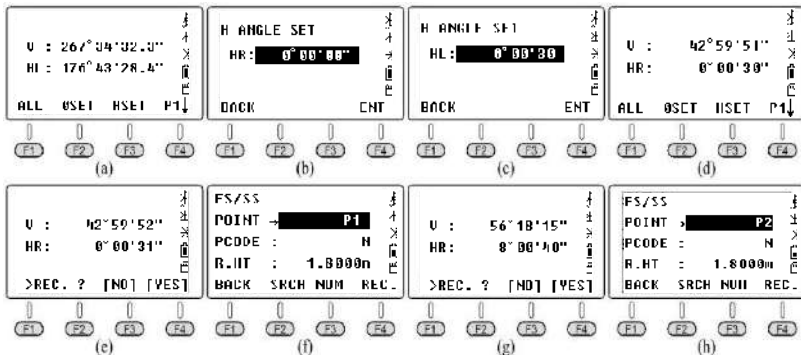 V : 267°34'32.3"
HL: 176°43'28.4"
ALL 0SET HSET P1↓
F1 F2 F3 F4
(a)
H ANGLE SET
HR: 0°00'00"
BACK ENT
F1 F2 F3 F4
(b)
H ANGLE SET
HL: 0°00'30
BACK ENT
F1 F2 F3 F4
(c)
V : 42°59'51"
HR: 0°00'30"
ALL 0SET HSET P1↓
F1 F2 F3 F4
(d)
V : 42°59'52"
HR: 0°00'31"
>REC. ? [NO] [YES]
F1 F2 F3 F4
(e)
FS/SS
POINT → P1
PCODE : N
R.HT : 1.8000m
BACK SRCH NUM REC.
F1 F2 F3 F4
(f)
V : 56°18'15"
HR: 8°00'40"
>REC. ? [NO] [YES]
F1 F2 F3 F4
(g)
FS/SS
POINT > P2
PCODE : N
R.HT : 1.8000m
BACK SRCH NUM REC.
F1 F2 F3 F4
(h)